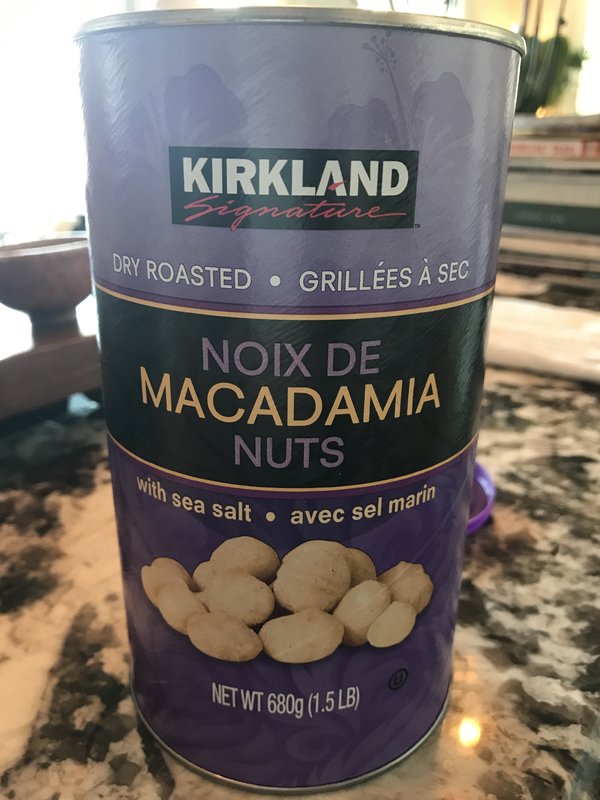 KIRKLAND
Signature™
DRY ROASTED • GRILLÉES À SEC
NOIX DE
MACADAMIA
NUTS
with sea salt • avec sel marin
NET WT 680g (1.5 LB)
U